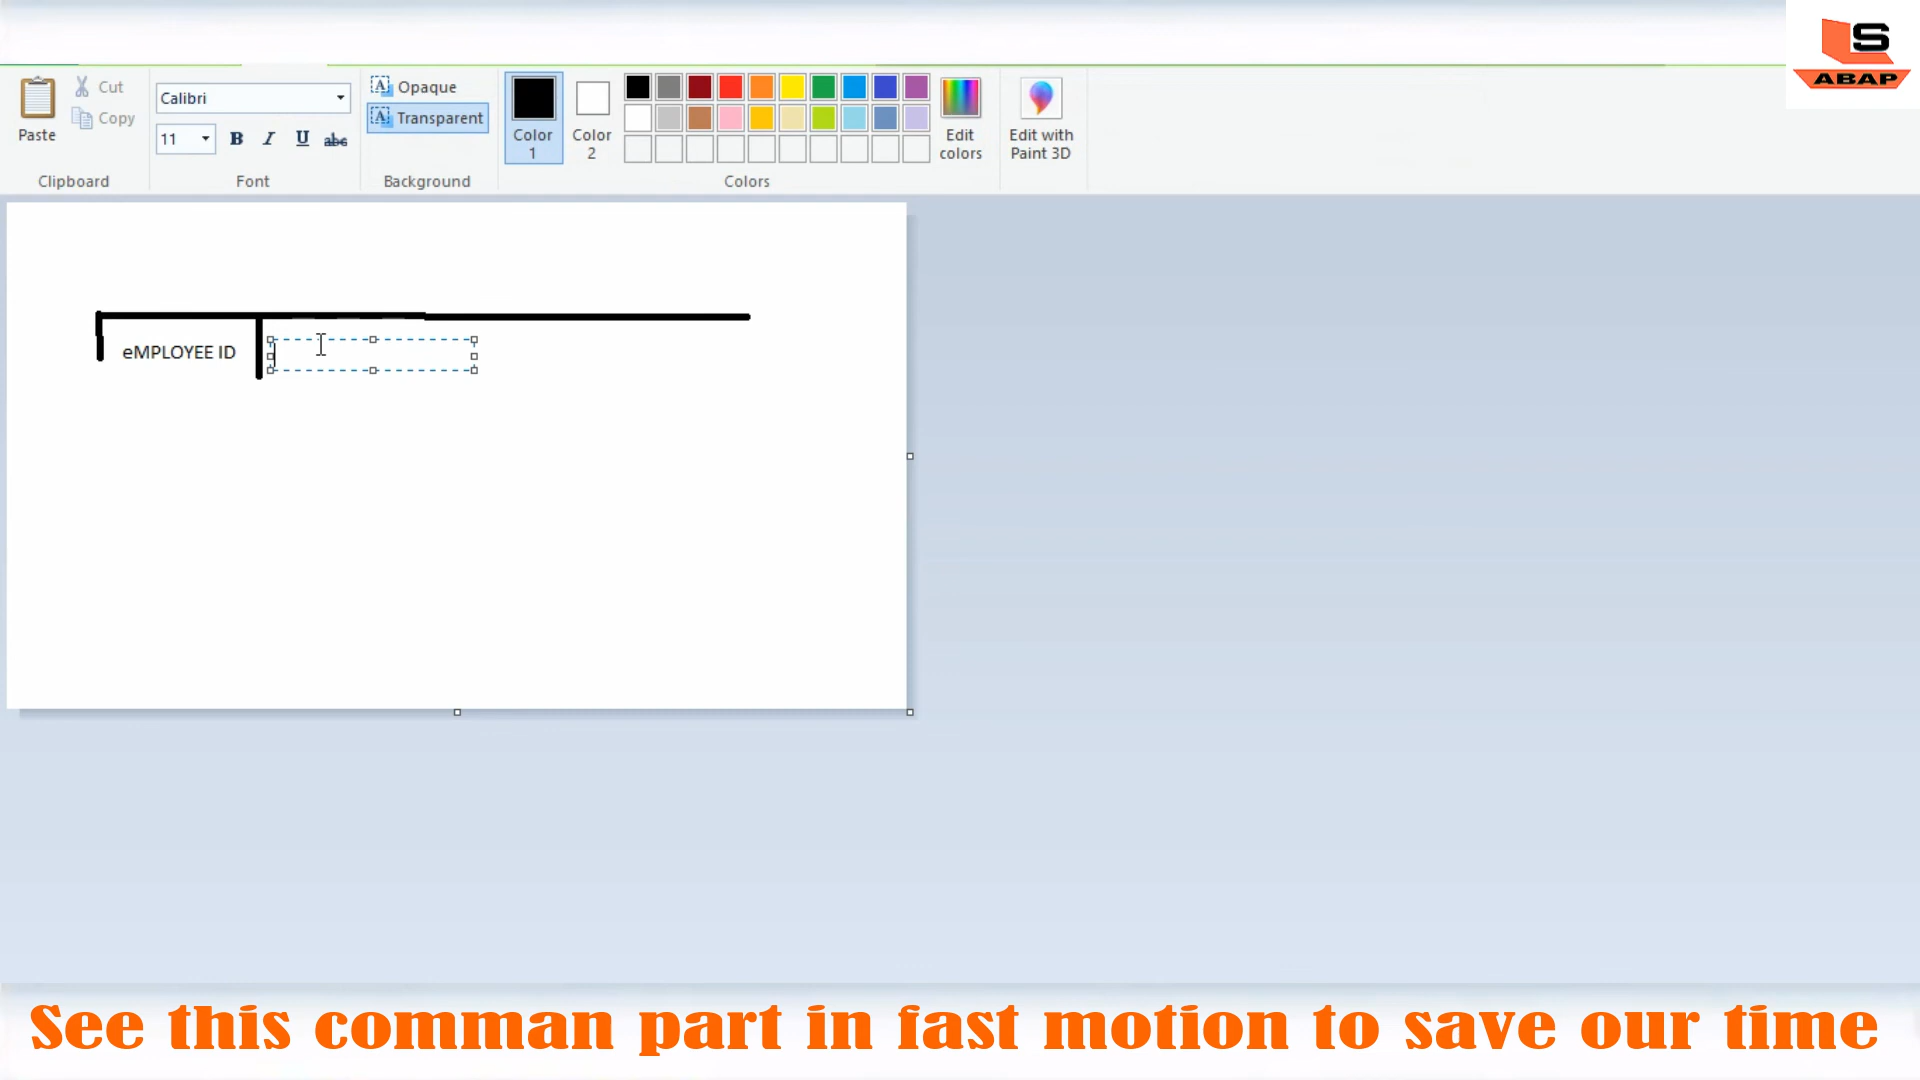 S
ABAP
Cut
Copy
Paste
Clipboard
Calibri
11
B I U abc
Font
A Opaque
A Transparent
Background
Color 1
Color 2
Colors
Edit colors
Edit with Paint 3D
eMPLOYEE ID
See this comman part in fast motion to save our time